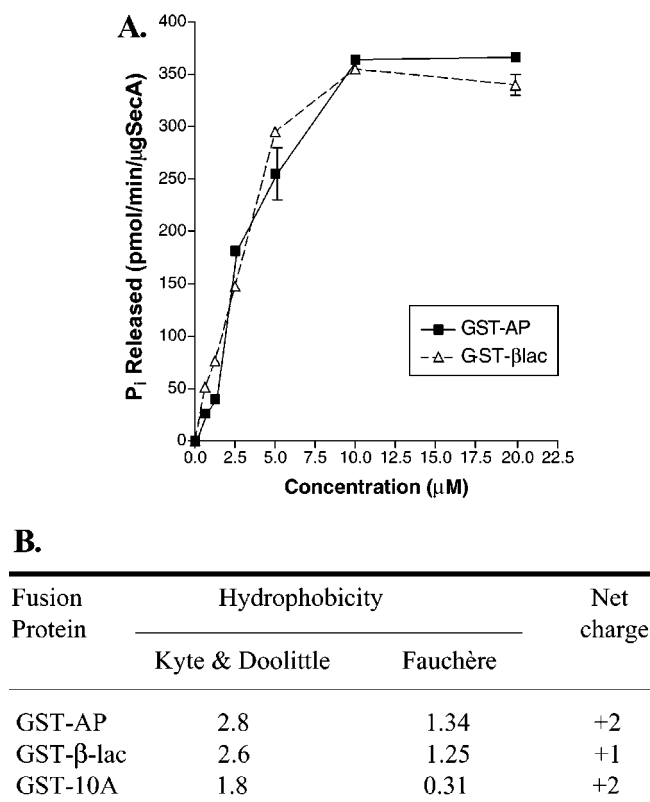 A.
400
350
300
250
200
150
100
50
0
Pi Released (pmol/min/μgSecA)
0.0 2.5 5.0 7.5 10.0 12.5 15.0 17.5 20.0 22.5
Concentration (μM)
GST-AP
GST-βlac
B.
Fusion Protein
Hydrophobicity
Net charge
Kyte & Doolittle Fauchère
GST-AP 2.8 1.34 +2
GST-β-lac 2.6 1.25 +1
GST-10A 1.8 0.31 +2